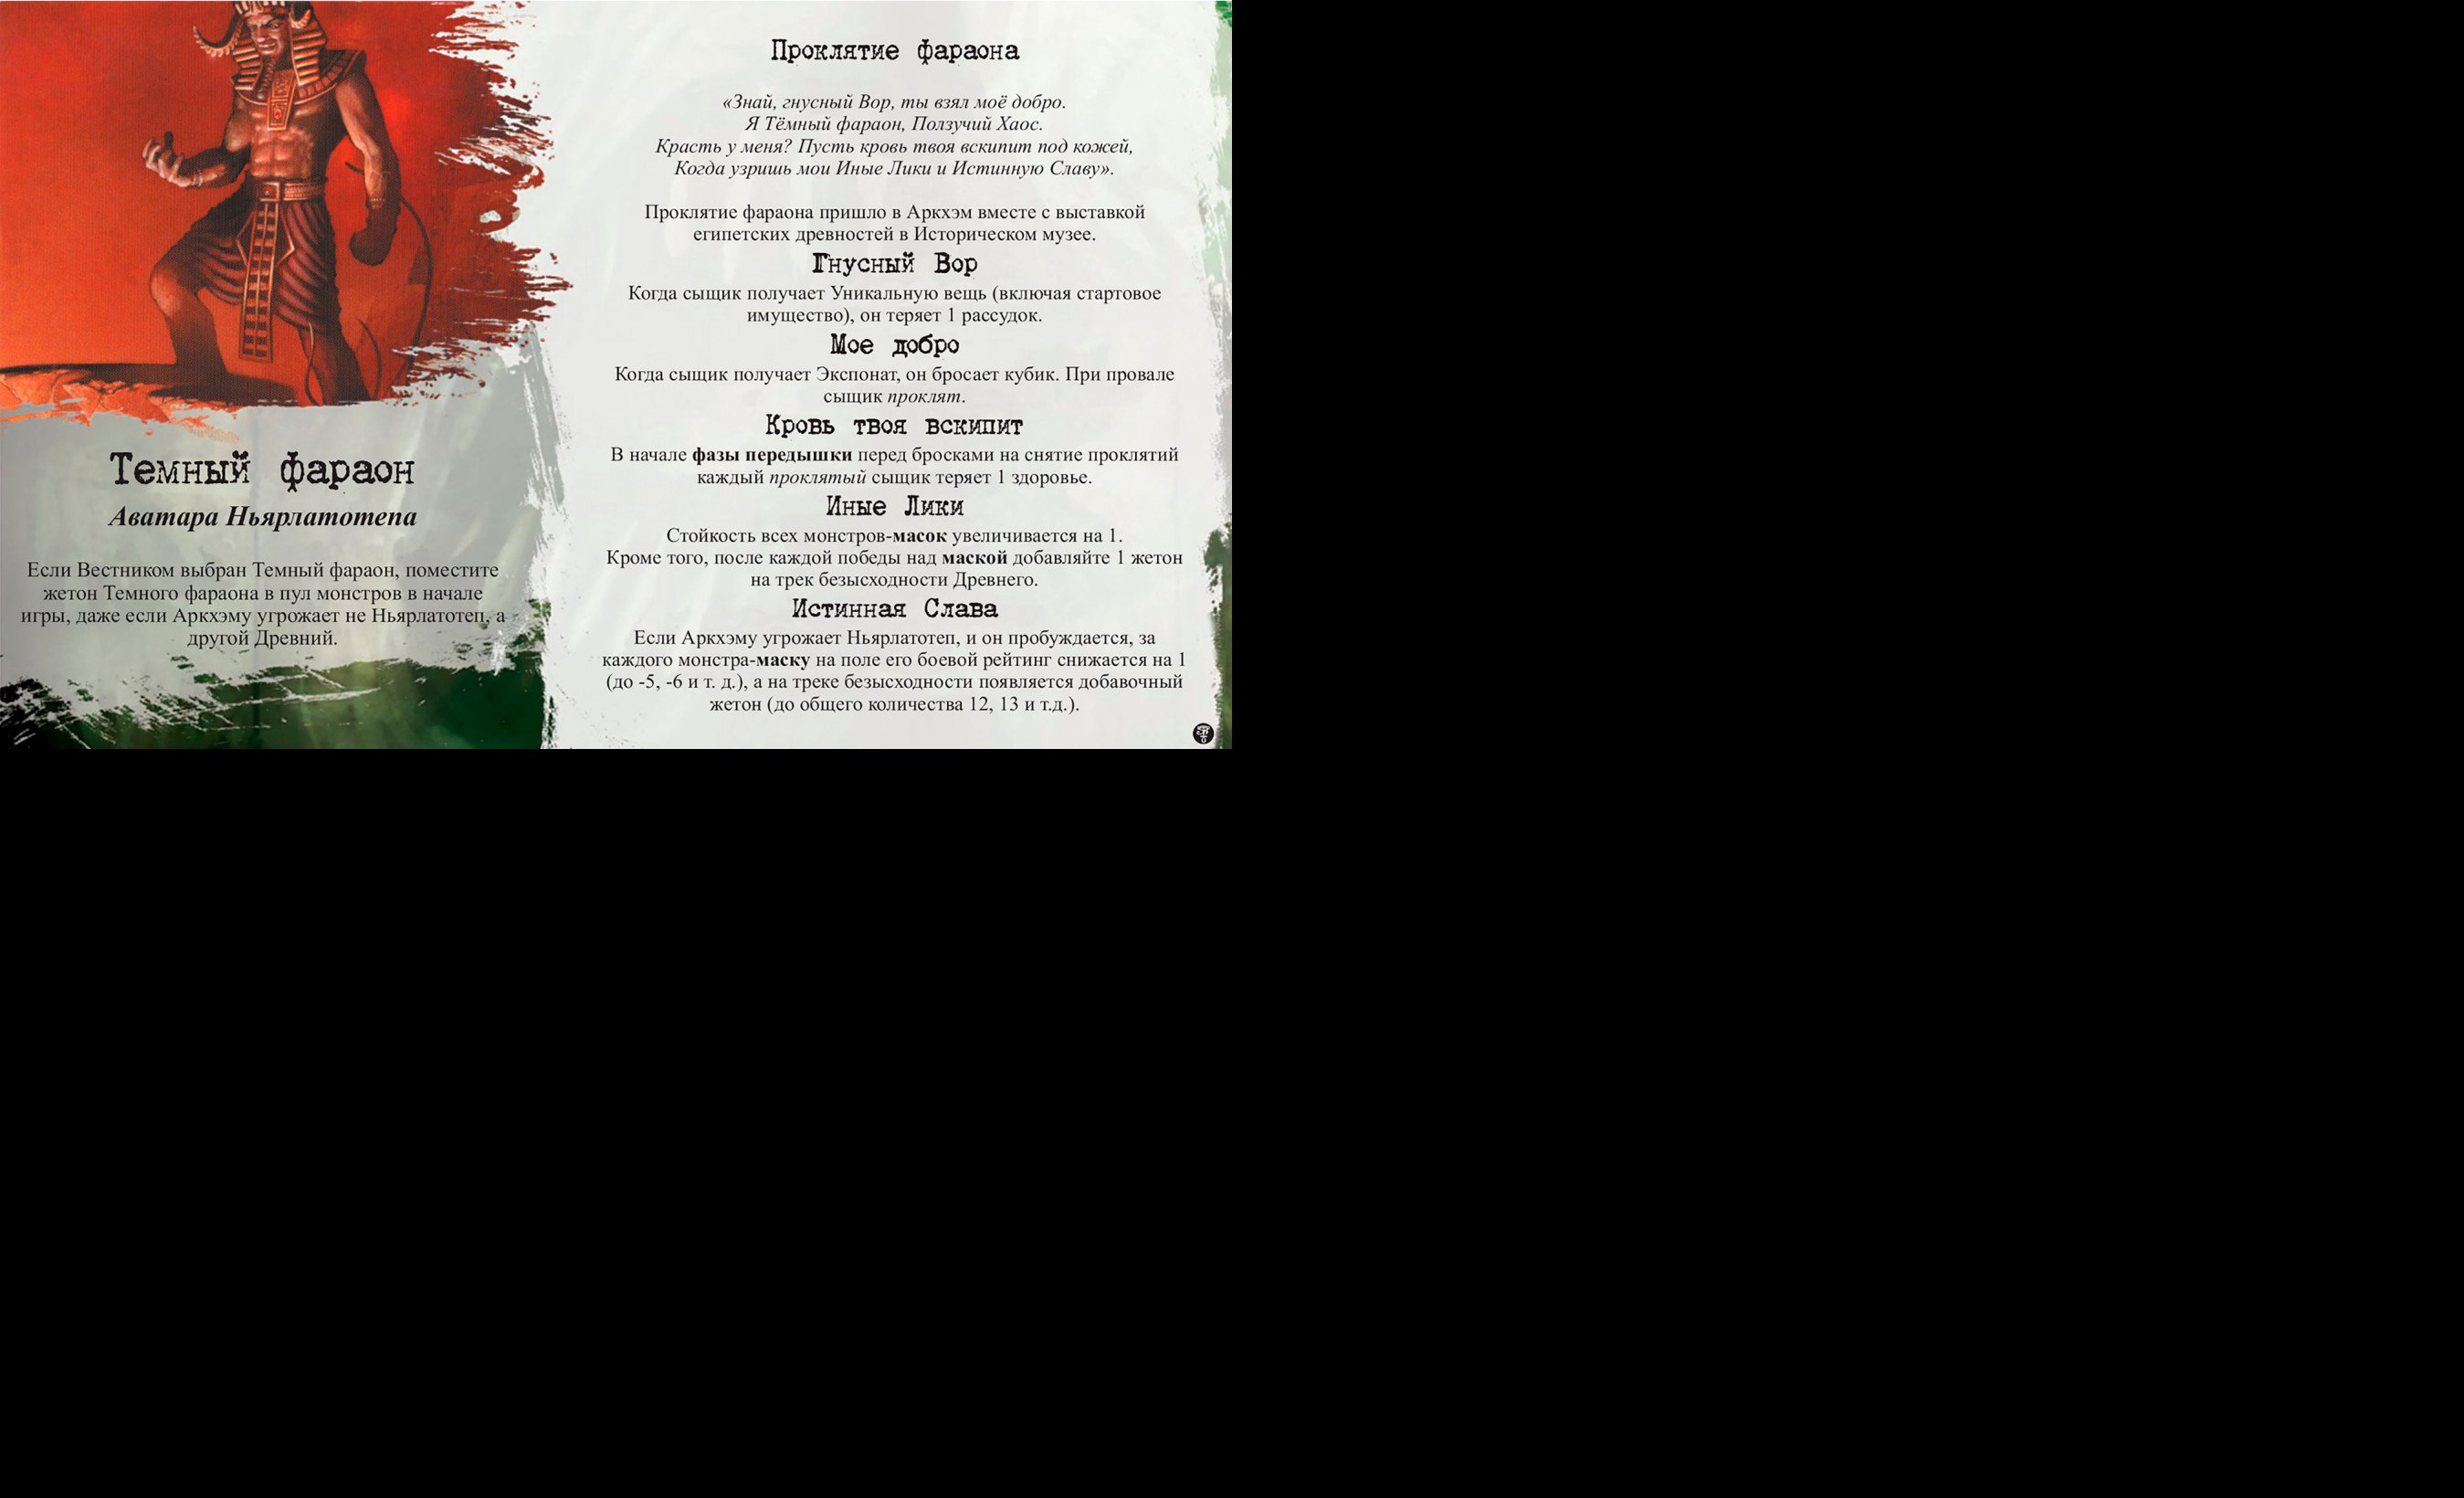 Темный фараон
Аватара Ньярлатотепа
Если Вестником выбран Темный фараон, поместите
жетон Темного фараона в пул монстров в начале
игры, даже если Аркхэму угрожает не Ньярлатотеп, а
другой Древний.
Проклятие фараона
«Знай, гнусный Вор, ты взял моё добро.
Я Тёмный фараон, Ползучий Хаос.
Красть у меня? Пусть кровь твоя вскипит под кожей,
Когда узришь мои Иные Лики и Истинную Славу».
Проклятие фараона пришло в Аркхэм вместе с выставкой
египетских древностей в Историческом музее.
Гнусный Вор
Когда сыщик получает Уникальную вещь (включая стартовое
имущество), он теряет 1 рассудок.
Мое добро
Когда сыщик получает Экспонат, он бросает кубик. При провале
сыщик проклят.
Кровь твоя вскипит
В начале фазы передышки перед бросками на снятие проклятий
каждый проклятый сыщик теряет 1 здоровье.
Иные Лики
Стойкость всех монстров-масок увеличивается на 1.
Кроме того, после каждой победы над маской добавляйте 1 жетон
на трек безысходности Древнего.
Истинная Слава
Если Аркхэму угрожает Ньярлатотеп, и он пробуждается, за
каждого монстра-маску на поле его боевой рейтинг снижается на 1
(до -5, -6 и т. д.), а на треке безысходности появляется добавочный
жетон (до общего количества 12, 13 и т.д.).